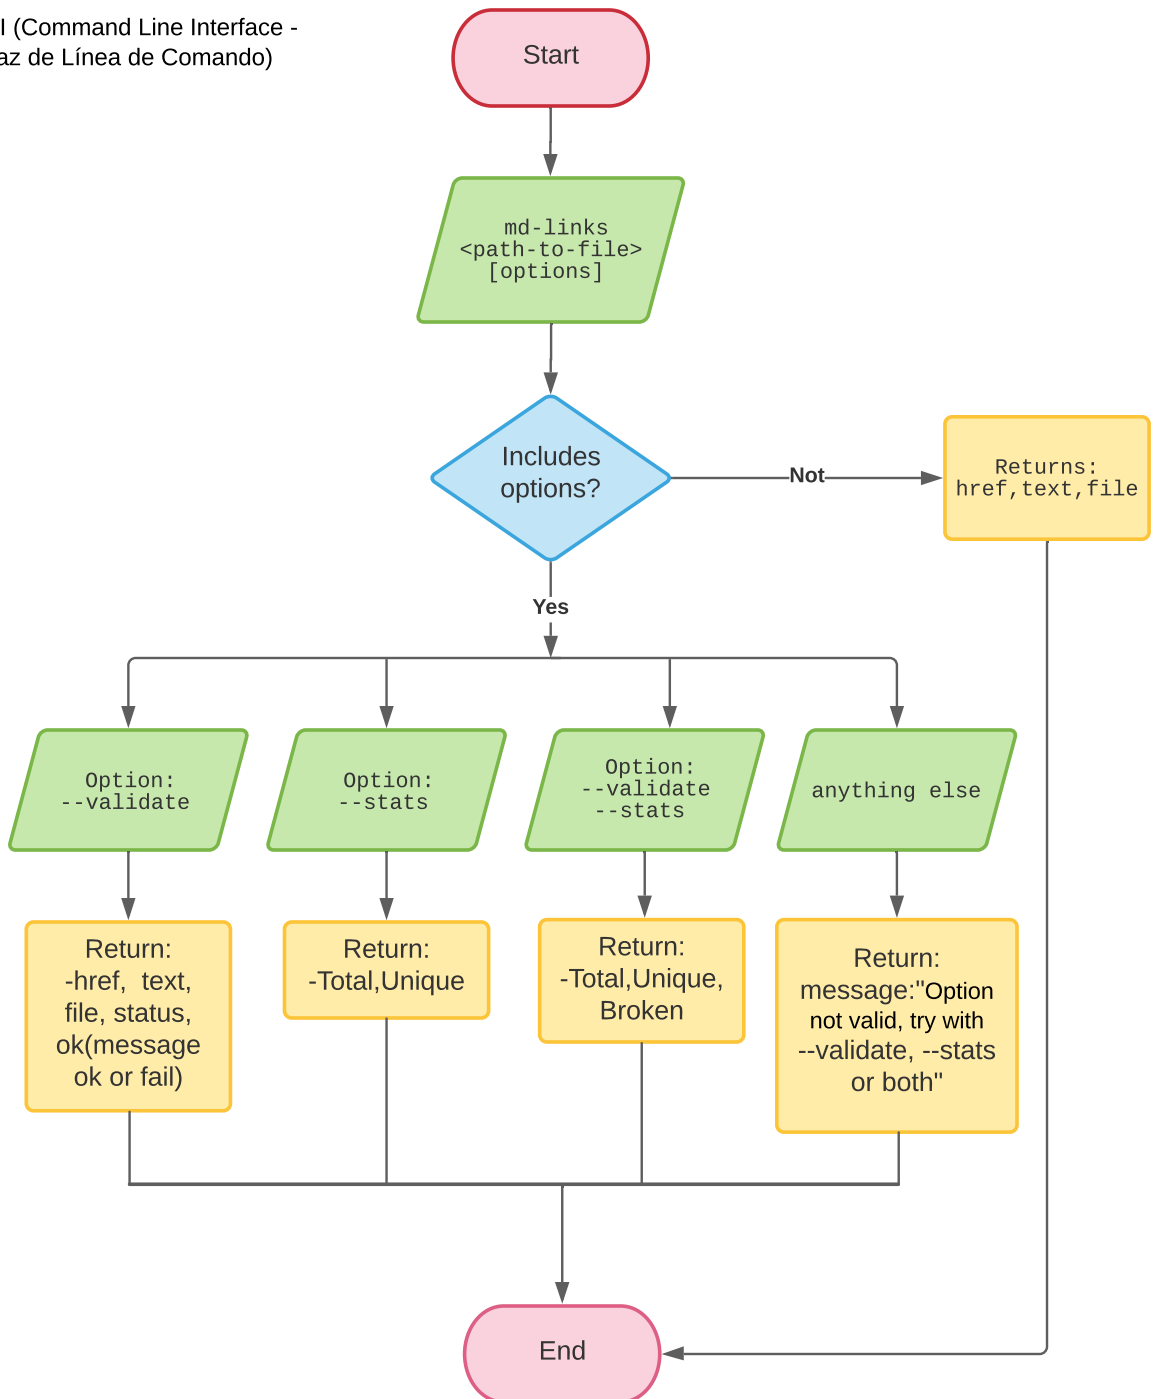 I (Command Line Interface -
az de Línea de Comando)
Start
md-links
<path-to-file>
[options]
Includes
options?
Not
Returns:
href,text,file
Yes
Option:
--validate
Option:
--stats
Option:
--validate
--stats
anything else
Return:
-href,  text,
file, status,
ok(message
ok or fail)
Return:
-Total,Unique
Return:
-Total,Unique,
Broken
Return:
message:"Option
not valid, try with
--validate, --stats
or both"
End